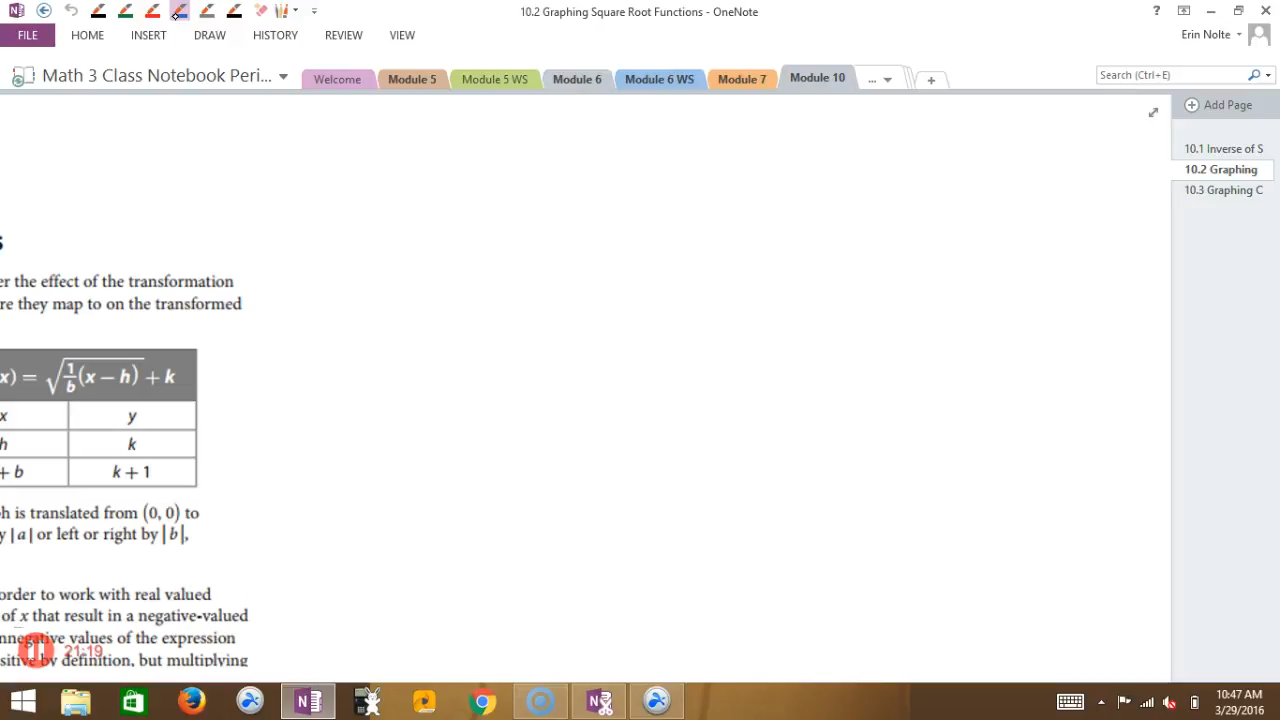 10.2 Graphing Square Root Functions - OneNote
?
FILE
HOME
INSERT
DRAW
HISTORY
REVIEW
VIEW
Erin Nolte
Math 3 Class Notebook Peri...
Welcome
Module 5
Module 5 WS
Module 6
Module 6 WS
Module 7
Module 10
...
Search (Ctrl+E)
Add Page
10.1 Inverse of S
10.2 Graphing
10.3 Graphing C
s
er the effect of the transformation
re they map to on the transformed
x) = √(1/b (x − h)) + k
x y
h k
+ b k + 1
h is translated from (0, 0) to
y |a| or left or right by |b|,
order to work with real valued
of x that result in a negative-valued
nnegative values of the expression
sitive by definition, but multiplying
21:19
10:47 AM
3/29/2016